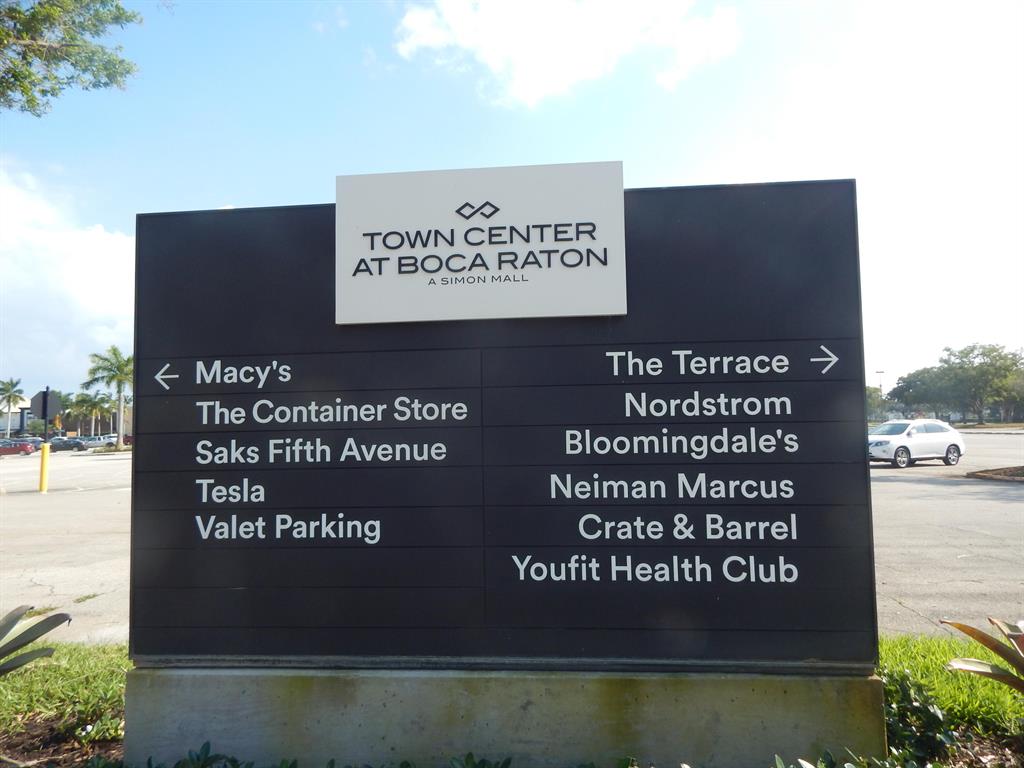 TOWN CENTER
AT BOCA RATON
A SIMON MALL
← Macy's
The Container Store
Saks Fifth Avenue
Tesla
Valet Parking
The Terrace →
Nordstrom
Bloomingdale's
Neiman Marcus
Crate & Barrel
Youfit Health Club